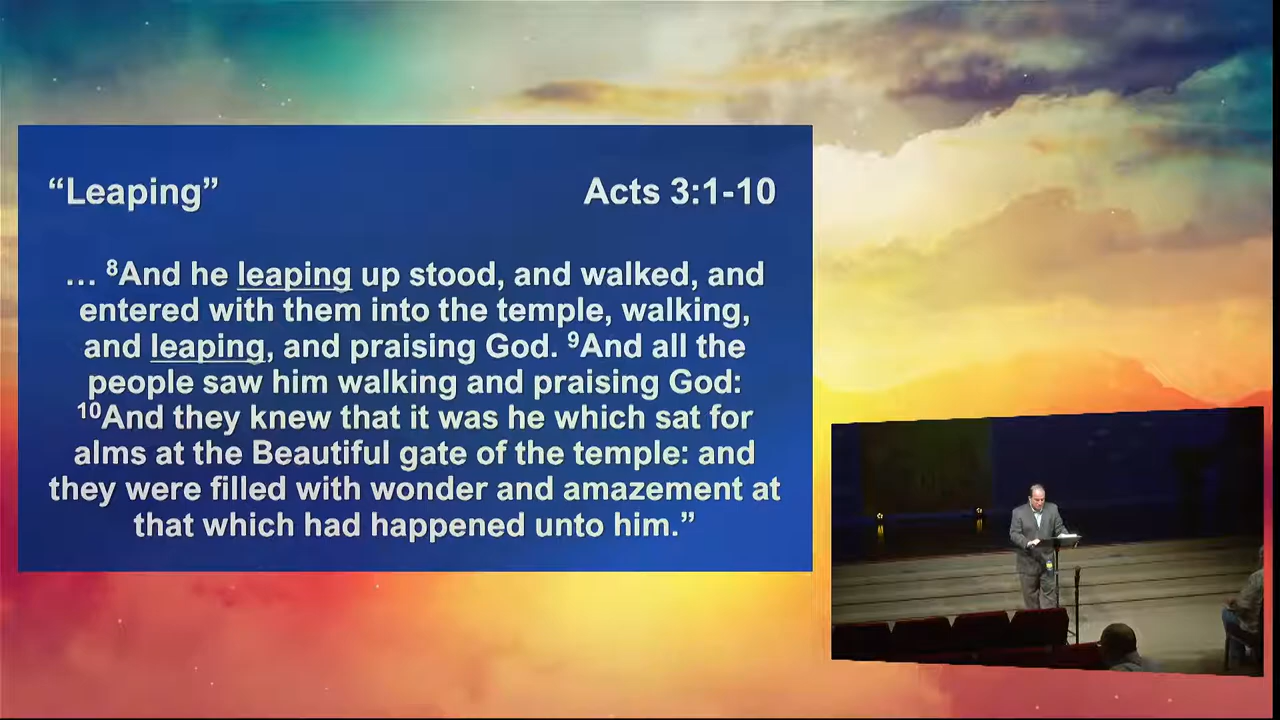 “Leaping” Acts 3:1-10
… ⁸And he leaping up stood, and walked, and
entered with them into the temple, walking,
and leaping, and praising God. ⁹And all the
people saw him walking and praising God:
¹⁰And they knew that it was he which sat for
alms at the Beautiful gate of the temple: and
they were filled with wonder and amazement at
that which had happened unto him.”